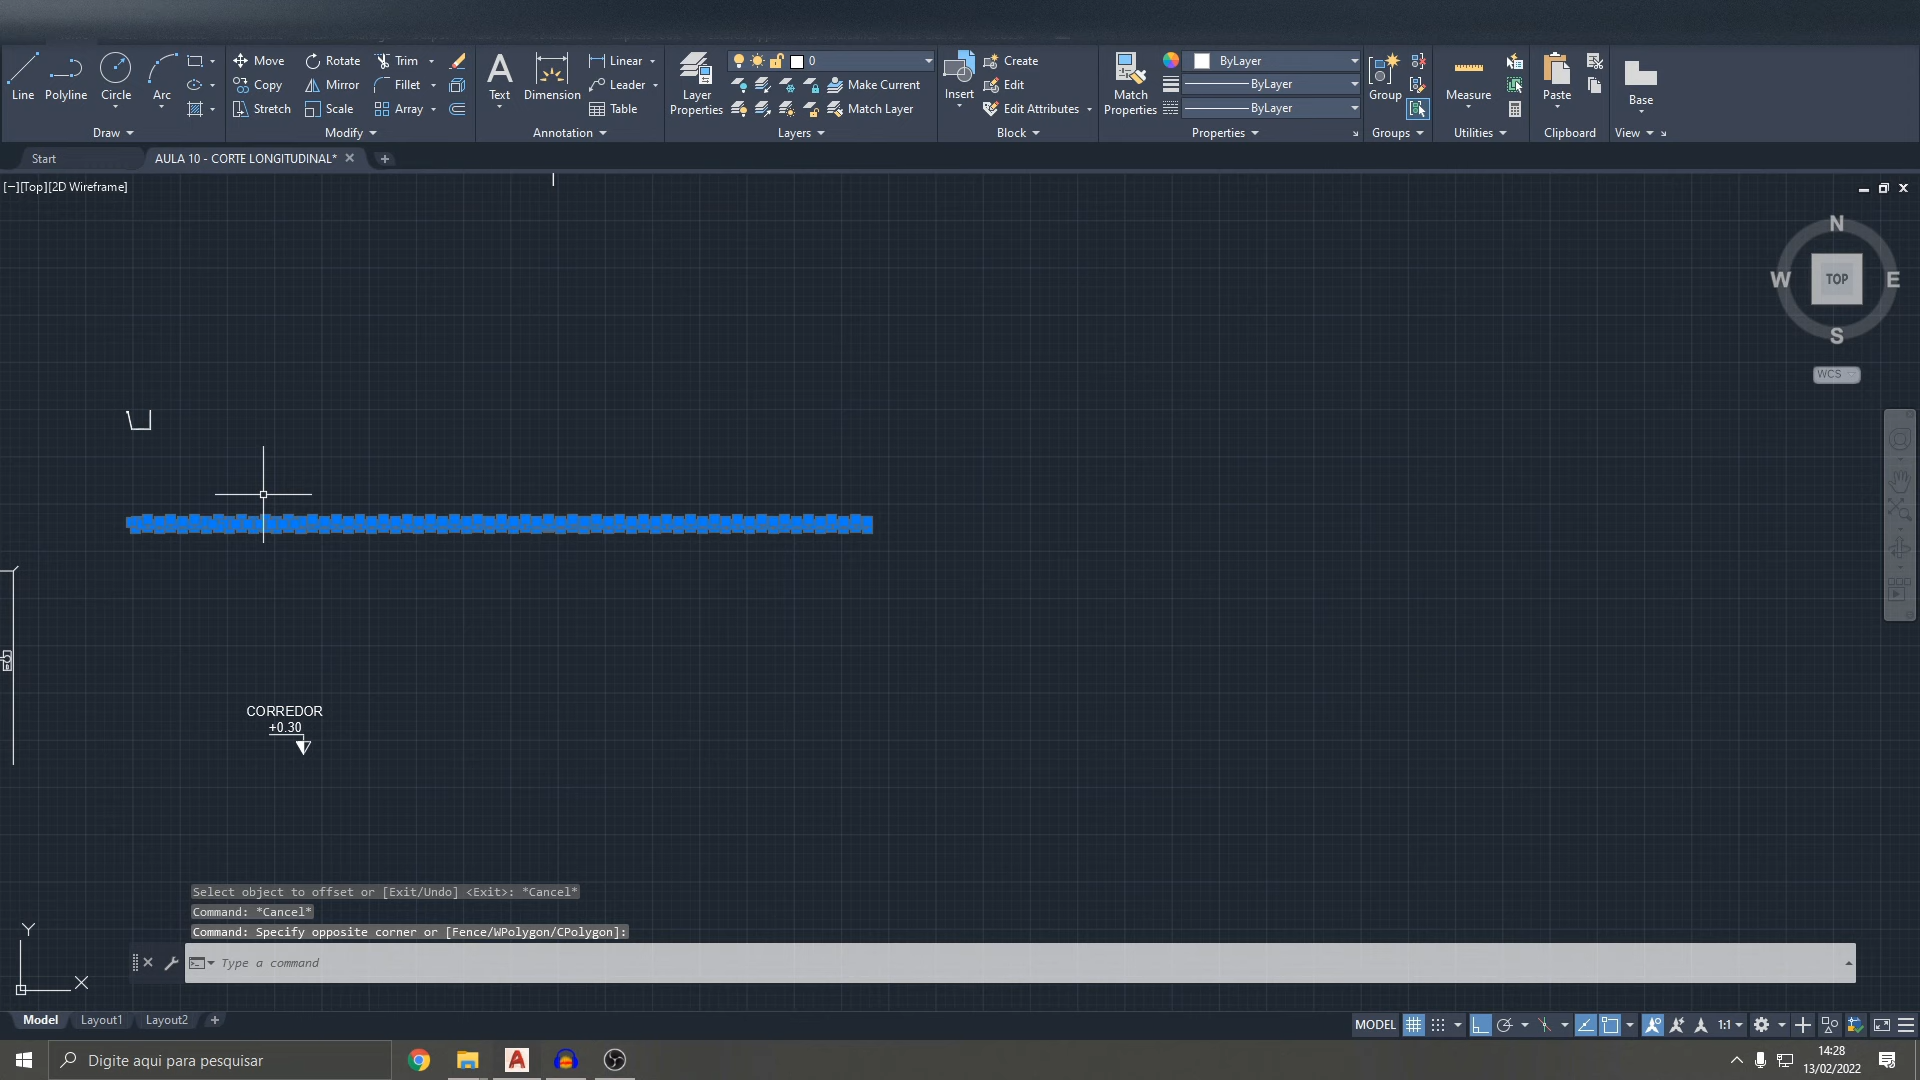 Line
Polyline
Circle
Arc
Draw
Move
Copy
Stretch
Rotate
Mirror
Scale
Trim
Fillet
Array
Modify
Text
Dimension
Linear
Leader
Table
Annotation
Layer
Properties
0
Make Current
Match Layer
Layers
Insert
Create
Edit
Edit Attributes
Block
Match
Properties
ByLayer
ByLayer
ByLayer
Properties
Group
Groups
Measure
Utilities
Paste
Clipboard
Base
View
Start
AULA 10 - CORTE LONGITUDINAL*
[−][Top][2D Wireframe]
N
W
TOP
E
S
WCS
CORREDOR
+0.30
Select object to offset or [Exit/Undo] <Exit>: *Cancel*
Command: *Cancel*
Command: Specify opposite corner or [Fence/WPolygon/CPolygon]:
Type a command
Y
X
Model
Layout1
Layout2
MODEL
1:1
Digite aqui para pesquisar
14:28
13/02/2022